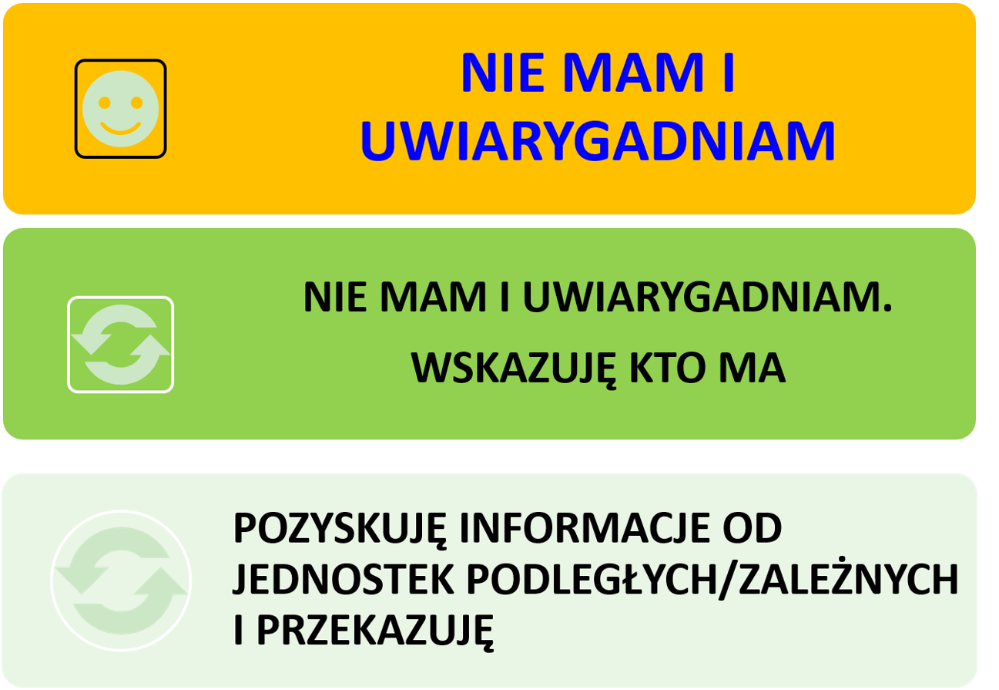 NIE MAM I
UWIARYGADNIAM
NIE MAM I UWIARYGADNIAM.
WSKAZUJĘ KTO MA
POZYSKUJĘ INFORMACJE OD
JEDNOSTEK PODLEGŁYCH/ZALEŻNYCH
I PRZEKAZUJĘ